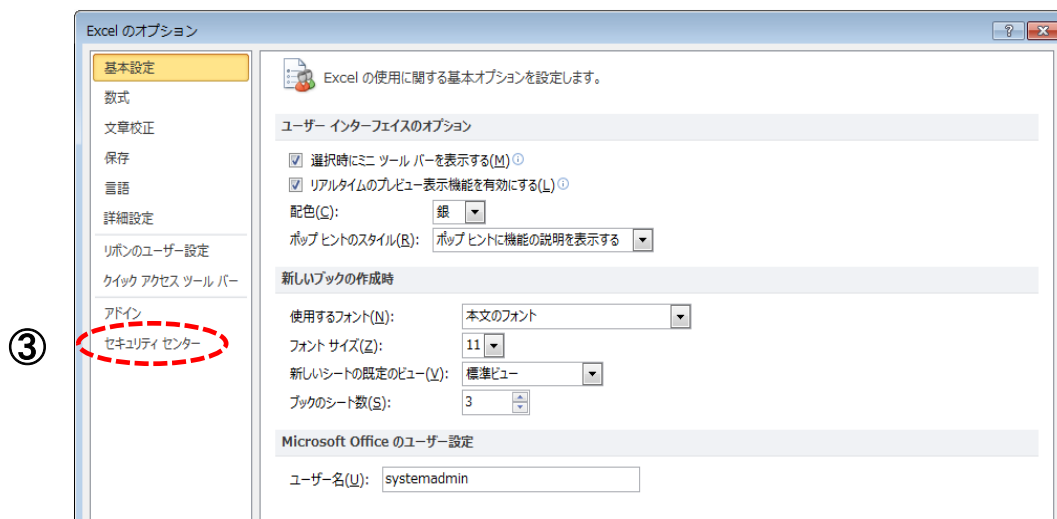 Excel のオプション
基本設定
数式
文章校正
保存
言語
詳細設定
リボンのユーザー設定
クイック アクセス ツール バー
アドイン
③
セキュリティ センター
Excel の使用に関する基本オプションを設定します。
ユーザー インターフェイスのオプション
選択時にミニ ツール バーを表示する(M)
リアルタイムのプレビュー表示機能を有効にする(L)
配色(C): 銀
ポップ ヒントのスタイル(R): ポップ ヒントに機能の説明を表示する
新しいブックの作成時
使用するフォント(N): 本文のフォント
フォント サイズ(Z): 11
新しいシートの既定のビュー(V): 標準ビュー
ブックのシート数(S): 3
Microsoft Office のユーザー設定
ユーザー名(U): systemadmin